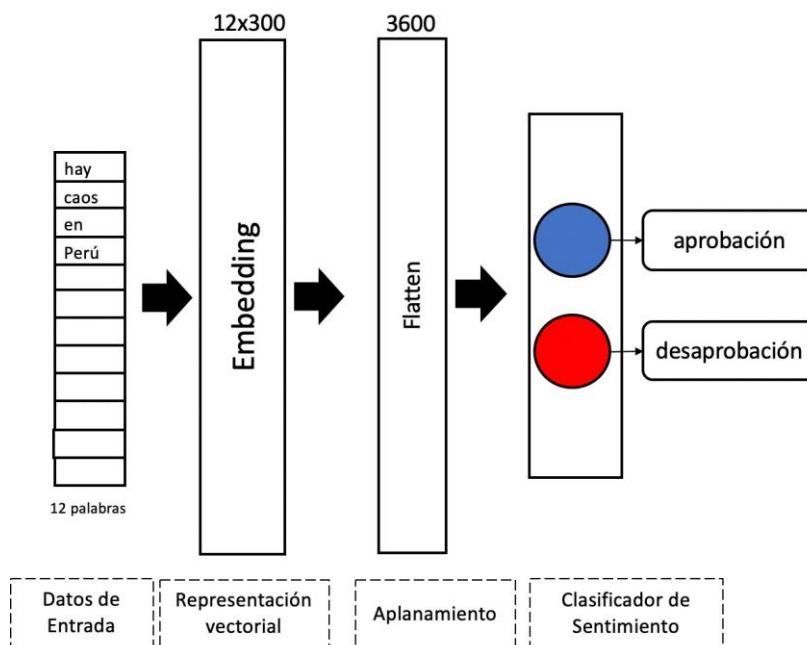 12x300
3600
hay
caos
en
Perú
Embedding
Flatten
aprobación
desaprobación
12 palabras
Datos de
Entrada
Representación
vectorial
Aplanamiento
Clasificador de
Sentimiento